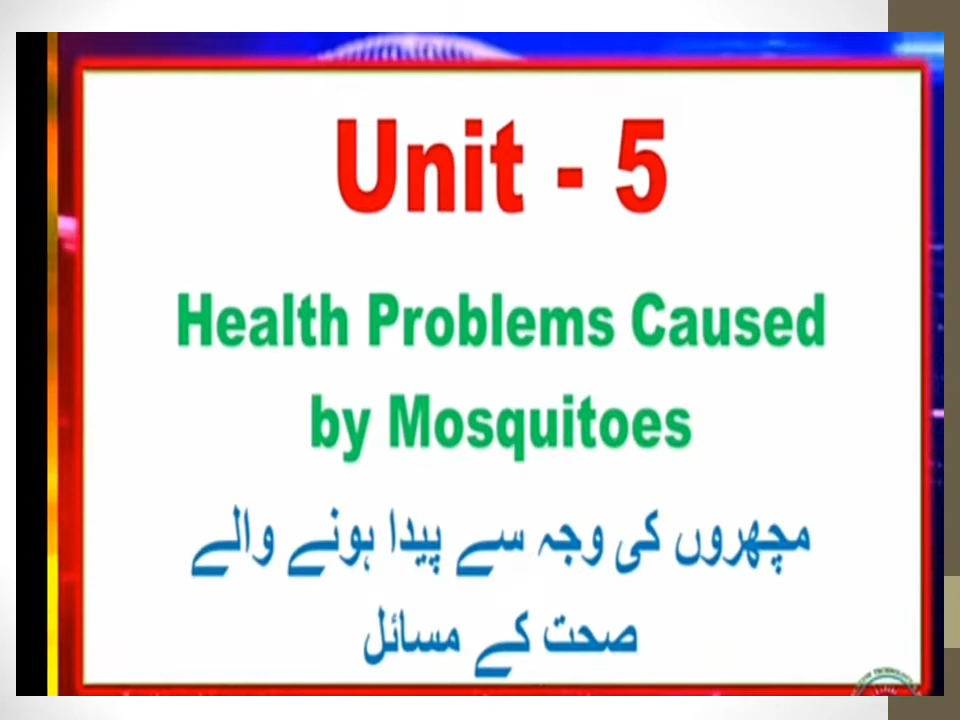 Unit - 5
Health Problems Caused
by Mosquitoes
مچھروں کی وجہ سے پیدا ہونے والے
صحت کے مسائل